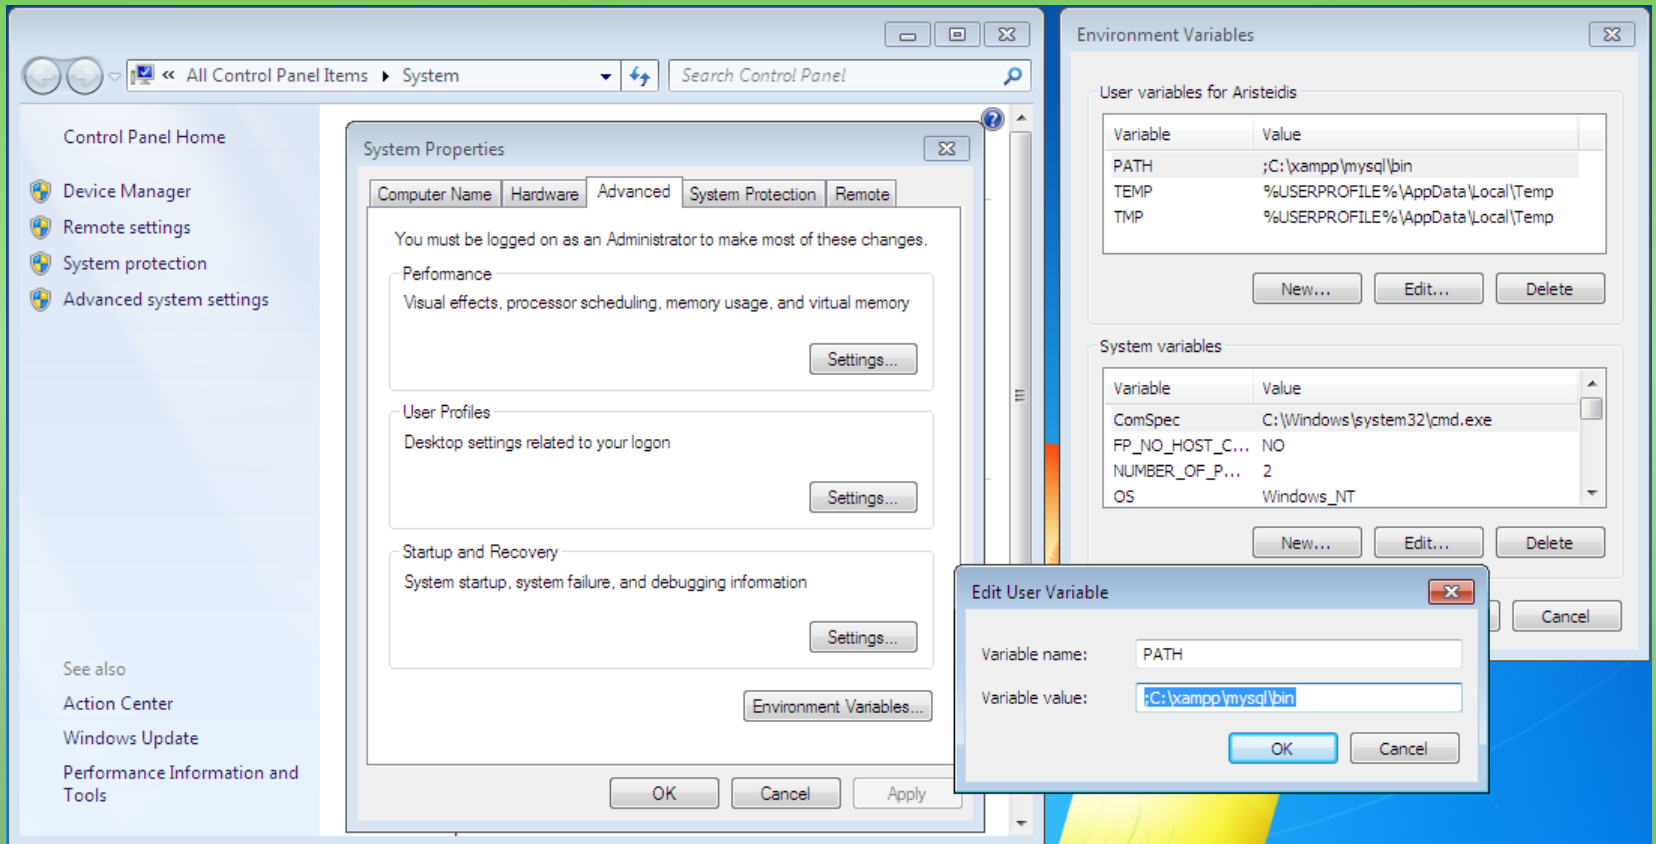 « All Control Panel Items System
Search Control Panel
Control Panel Home
Device Manager
Remote settings
System protection
Advanced system settings
See also
Action Center
Windows Update
Performance Information and
Tools
System Properties
Computer Name Hardware Advanced System Protection Remote
You must be logged on as an Administrator to make most of these changes.
Performance
Visual effects, processor scheduling, memory usage, and virtual memory
Settings...
User Profiles
Desktop settings related to your logon
Settings...
Startup and Recovery
System startup, system failure, and debugging information
Settings...
Environment Variables...
OK Cancel Apply
Environment Variables
User variables for Aristeidis
Variable Value
PATH ;C:\xampp\mysql\bin
TEMP %USERPROFILE%\AppData\Local\Temp
TMP %USERPROFILE%\AppData\Local\Temp
New... Edit... Delete
System variables
Variable Value
ComSpec C:\Windows\system32\cmd.exe
FP_NO_HOST_C... NO
NUMBER_OF_P... 2
OS Windows_NT
New... Edit... Delete
Cancel
Edit User Variable
Variable name: PATH
Variable value: ;C:\xampp\mysql\bin
OK Cancel